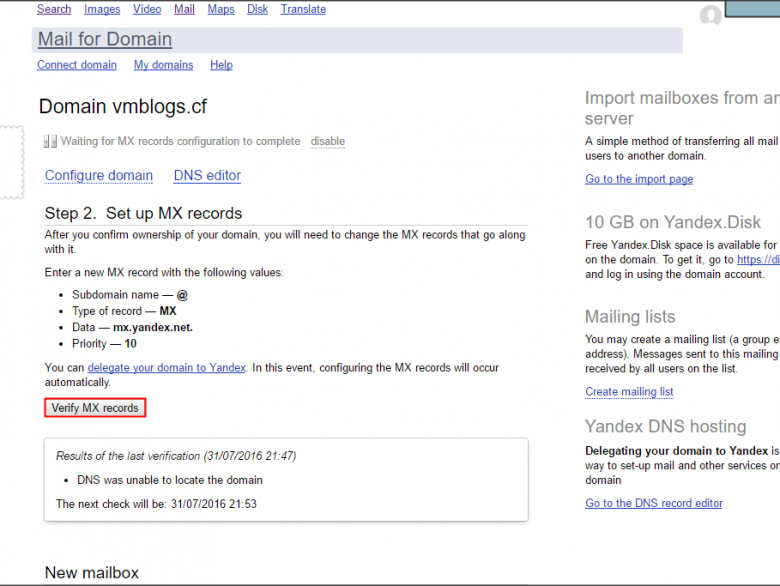 Search Images Video Mail Maps Disk Translate
Mail for Domain
Connect domain My domains Help
Domain vmblogs.cf
Waiting for MX records configuration to complete disable
Configure domain DNS editor
Step 2. Set up MX records
After you confirm ownership of your domain, you will need to change the MX records that go along
with it.
Enter a new MX record with the following values:
• Subdomain name — @
• Type of record — MX
• Data — mx.yandex.net.
• Priority — 10
You can delegate your domain to Yandex. In this event, configuring the MX records will occur
automatically.
Verify MX records
Results of the last verification (31/07/2016 21:47)
• DNS was unable to locate the domain
The next check will be: 31/07/2016 21:53
New mailbox
Import mailboxes from an
server
A simple method of transferring all mail
users to another domain.
Go to the import page
10 GB on Yandex.Disk
Free Yandex.Disk space is available for
on the domain. To get it, go to https://di
and log in using the domain account.
Mailing lists
You may create a mailing list (a group e
address). Messages sent to this mailing
received by all users on the list.
Create mailing list
Yandex DNS hosting
Delegating your domain to Yandex is
way to set-up mail and other services on
domain
Go to the DNS record editor